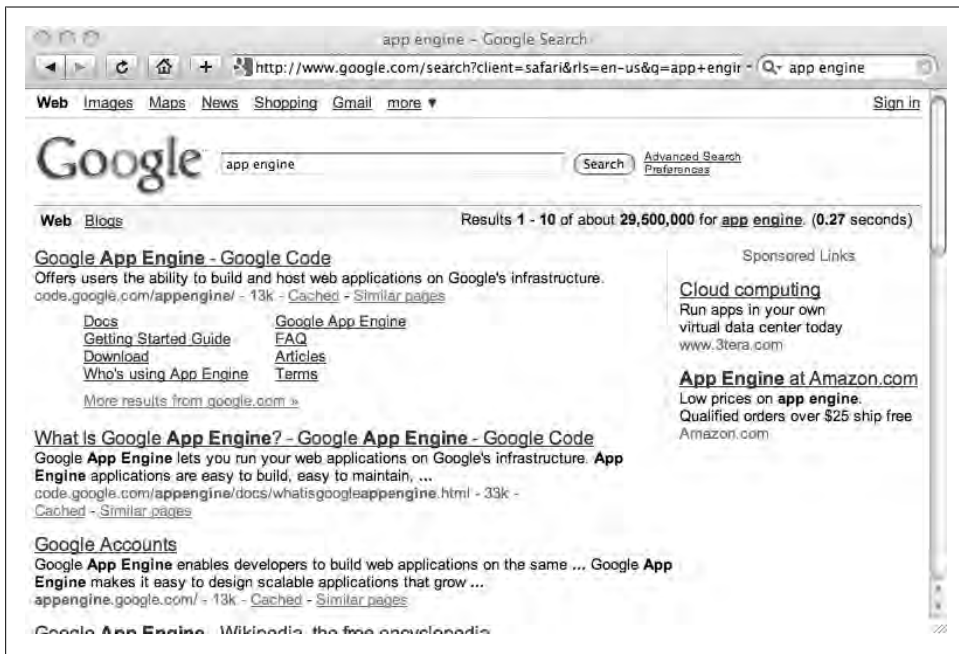 app engine – Google Search
http://www.google.com/search?client=safari&rls=en-us&q=app+engir
app engine
Web Images Maps News Shopping Gmail more ▼
Sign in
Google
app engine
Search
Advanced Search
Preferences
Web Blogs
Results 1 - 10 of about 29,500,000 for app engine. (0.27 seconds)
Google App Engine - Google Code
Offers users the ability to build and host web applications on Google's infrastructure.
code.google.com/appengine/ - 13k - Cached - Similar pages
Docs
Getting Started Guide
Download
Who's using App Engine
Google App Engine
FAQ
Articles
Terms
More results from google.com »
What Is Google App Engine? - Google App Engine - Google Code
Google App Engine lets you run your web applications on Google's infrastructure. App
Engine applications are easy to build, easy to maintain, ...
code.google.com/appengine/docs/whatisgoogleappengine.html - 33k -
Cached - Similar pages
Google Accounts
Google App Engine enables developers to build web applications on the same ... Google App
Engine makes it easy to design scalable applications that grow ...
appengine.google.com/ - 13k - Cached - Similar pages
Google App Engine - Wikipedia, the free encyclopedia
Sponsored Links
Cloud computing
Run apps in your own
virtual data center today
www.3tera.com
App Engine at Amazon.com
Low prices on app engine.
Qualified orders over $25 ship free
Amazon.com